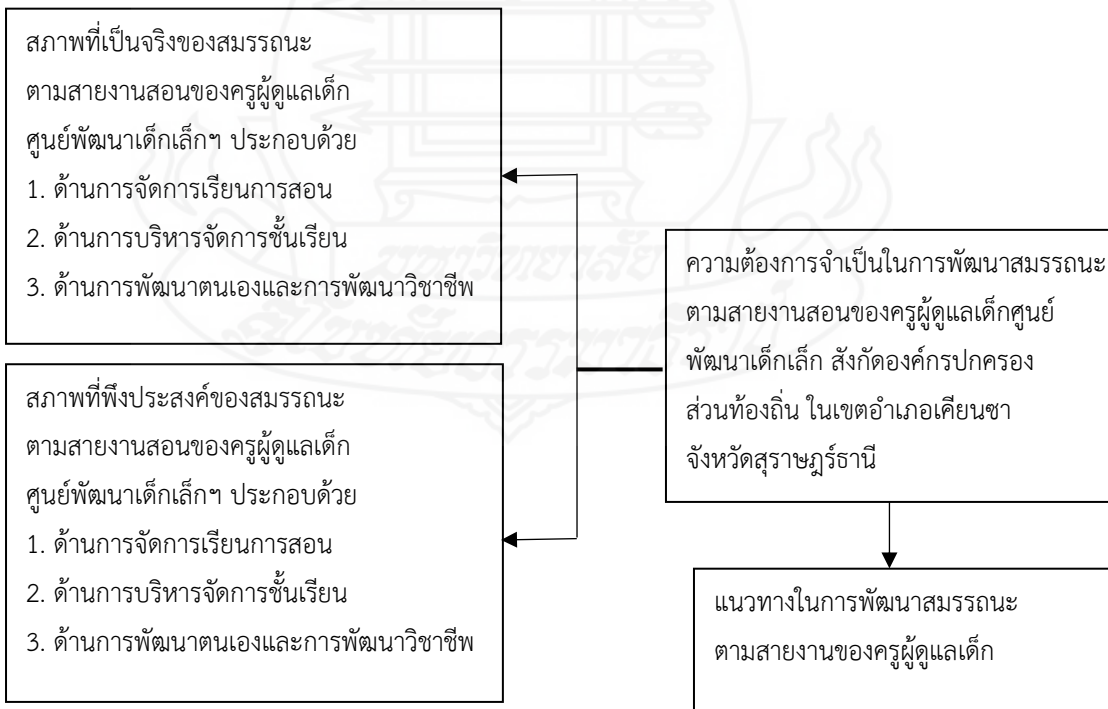 สภาพที่เป็นจริงของสมรรถนะ
ตามสายงานสอนของครูผู้ดูแลเด็ก
ศูนย์พัฒนาเด็กเล็กฯ ประกอบด้วย
1. ด้านการจัดการเรียนการสอน
2. ด้านการบริหารจัดการชั้นเรียน
3. ด้านการพัฒนาตนเองและการพัฒนาวิชาชีพ
สภาพที่พึงประสงค์ของสมรรถนะ
ตามสายงานสอนของครูผู้ดูแลเด็ก
ศูนย์พัฒนาเด็กเล็กฯ ประกอบด้วย
1. ด้านการจัดการเรียนการสอน
2. ด้านการบริหารจัดการชั้นเรียน
3. ด้านการพัฒนาตนเองและการพัฒนาวิชาชีพ
ความต้องการจำเป็นในการพัฒนาสมรรถนะ
ตามสายงานสอนของครูผู้ดูแลเด็กศูนย์
พัฒนาเด็กเล็ก สังกัดองค์กรปกครอง
ส่วนท้องถิ่น ในเขตอำเภอเคียนซา
จังหวัดสุราษฎร์ธานี
แนวทางในการพัฒนาสมรรถนะ
ตามสายงานของครูผู้ดูแลเด็ก
มหาวิทยาลัย
สุโขทัยธรรมาธิราช